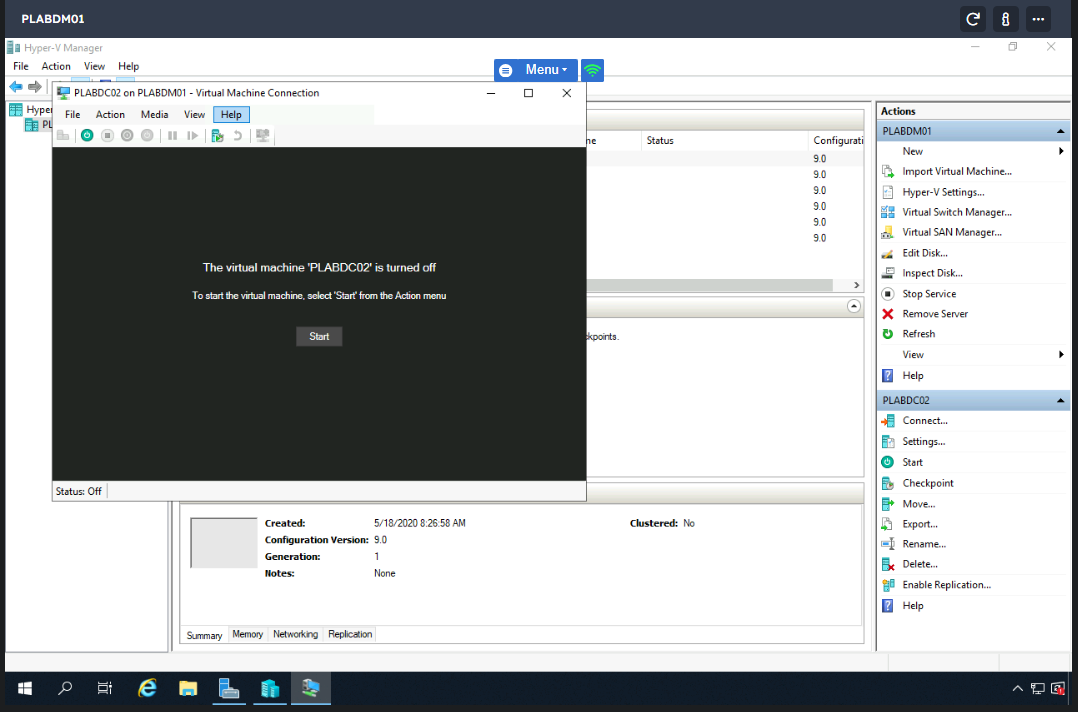 PLABDM01
Hyper-V Manager
File Action View Help
Menu
PLABDC02 on PLABDM01 - Virtual Machine Connection
File Action Media View Help
The virtual machine 'PLABDC02' is turned off
To start the virtual machine, select 'Start' from the Action menu
Start
Status: Off
Status
9.0
9.0
9.0
9.0
9.0
9.0
Created: 5/18/2020 8:26:58 AM Clustered: No
Configuration Version: 9.0
Generation: 1
Notes: None
Summary Memory Networking Replication
Actions
PLABDM01
New
Import Virtual Machine...
Hyper-V Settings...
Virtual Switch Manager...
Virtual SAN Manager...
Edit Disk...
Inspect Disk...
Stop Service
Remove Server
Refresh
View
Help
PLABDC02
Connect...
Settings...
Start
Checkpoint
Move...
Export...
Rename...
Delete...
Enable Replication...
Help